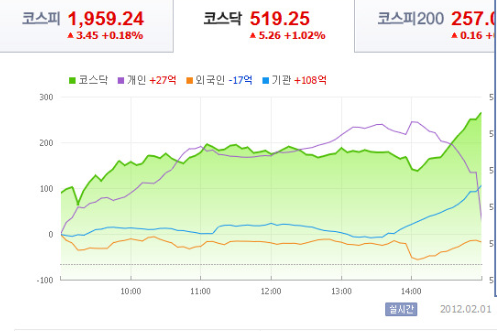 코스피 1,959.24
▲ 3.45 +0.18%
코스닥 519.25
▲ 5.26 +1.02%
코스피200 257.0
▲ 0.16 +
코스닥 개인 +27억 외국인 -17억 기관 +108억
300
200
100
0
-100
10:00 11:00 12:00 13:00 14:00
실시간 2012.02.01